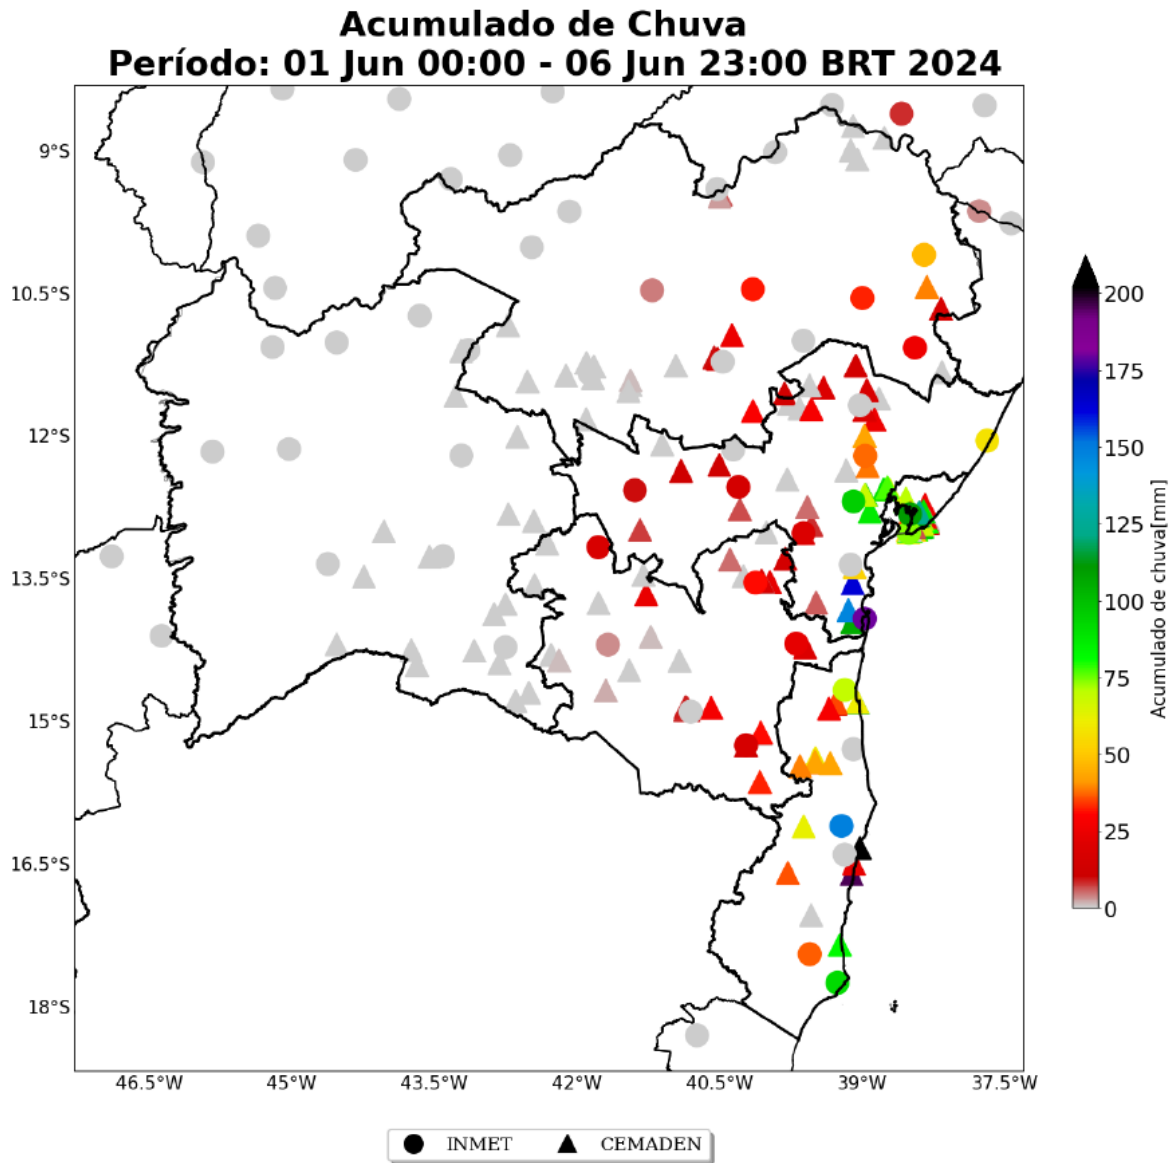 Acumulado de Chuva
Período: 01 Jun 00:00 - 06 Jun 23:00 BRT 2024
9°S
10.5°S
12°S
13.5°S
15°S
16.5°S
18°S
46.5°W
45°W
43.5°W
42°W
40.5°W
39°W
37.5°W
200
175
150
125
100
75
50
25
0
Acumulado de chuva[mm]
INMET
CEMADEN